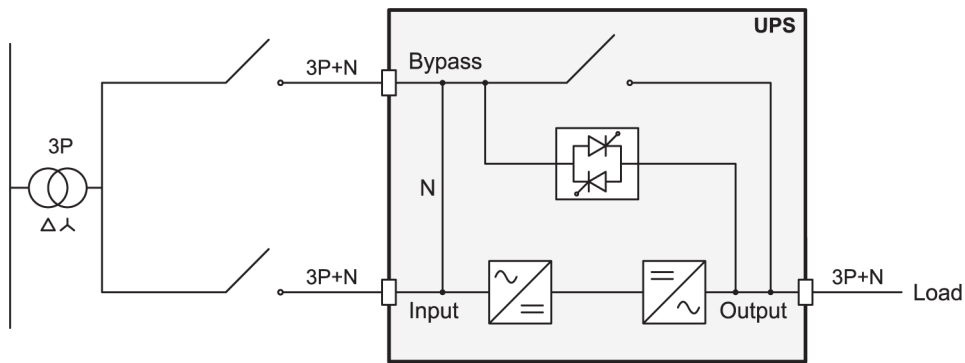 UPS
3P+N
Bypass
3P
Δ
N
3P+N
Input
Output
3P+N
Load